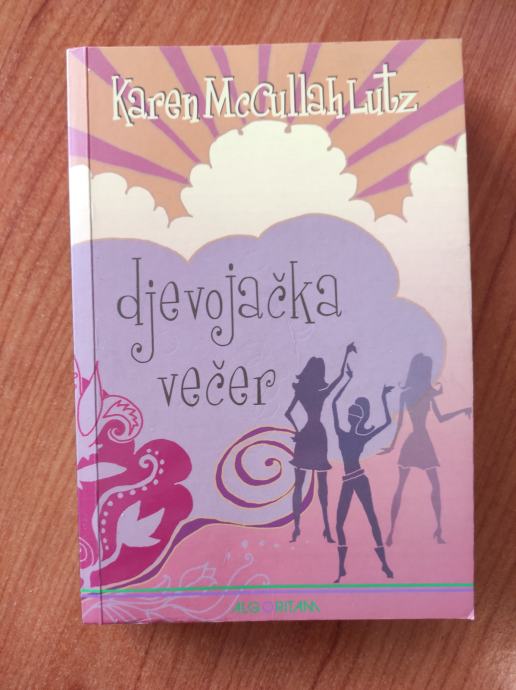 Karen McCullah Lutz
djevojačka
večer
ALGORITAM